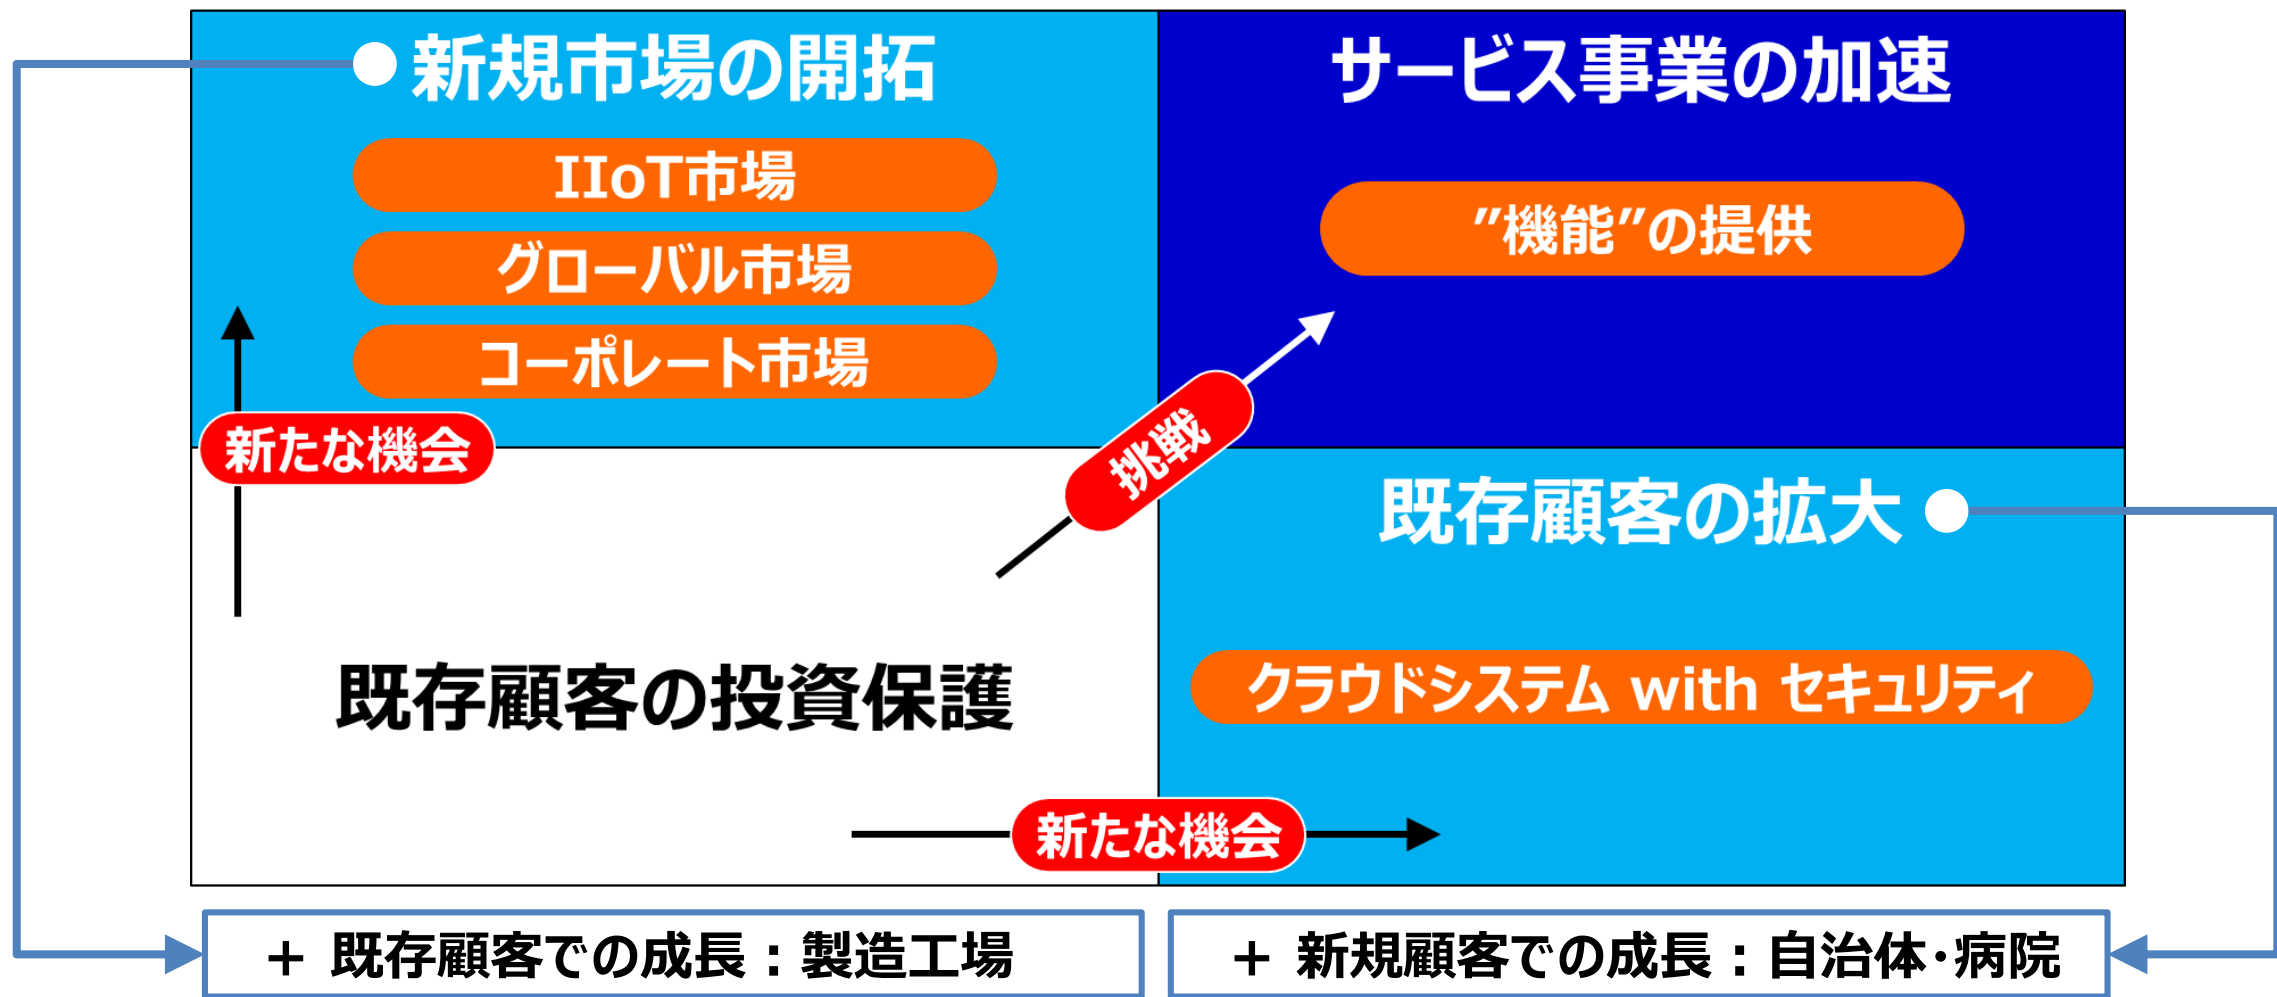 新規市場の開拓
IIoT市場
グローバル市場
コーポレート市場
新たな機会
サービス事業の加速
”機能”の提供
挑戦
既存顧客の投資保護
新たな機会
既存顧客の拡大
クラウドシステム with セキュリティ
+ 既存顧客での成長：製造工場
+ 新規顧客での成長：自治体・病院